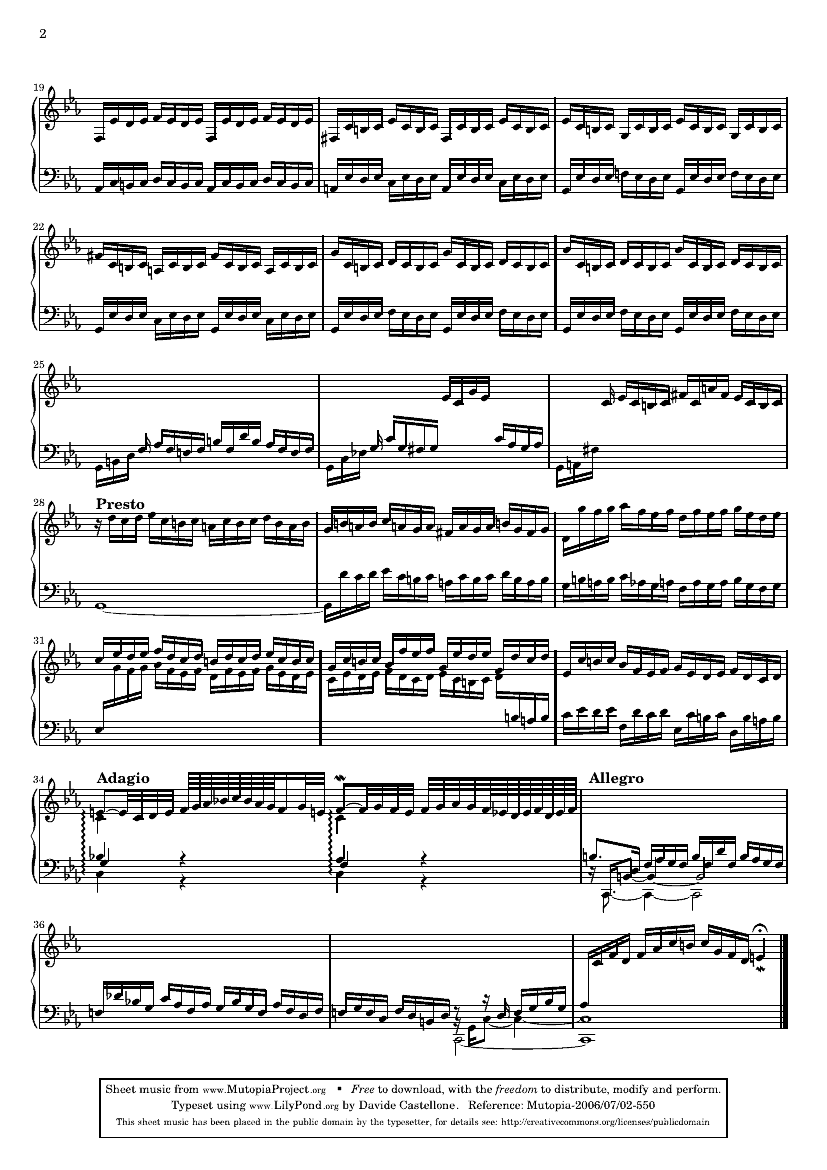 2
19
22
25
28
Presto
31
34
Adagio
Allegro
36
Sheet music from www.MutopiaProject.org ▪ Free to download, with the freedom to distribute, modify and perform.
Typeset using www.LilyPond.org by Davide Castellone. Reference: Mutopia-2006/07/02-550
This sheet music has been placed in the public domain by the typesetter, for details see: http://creativecommons.org/licenses/publicdomain